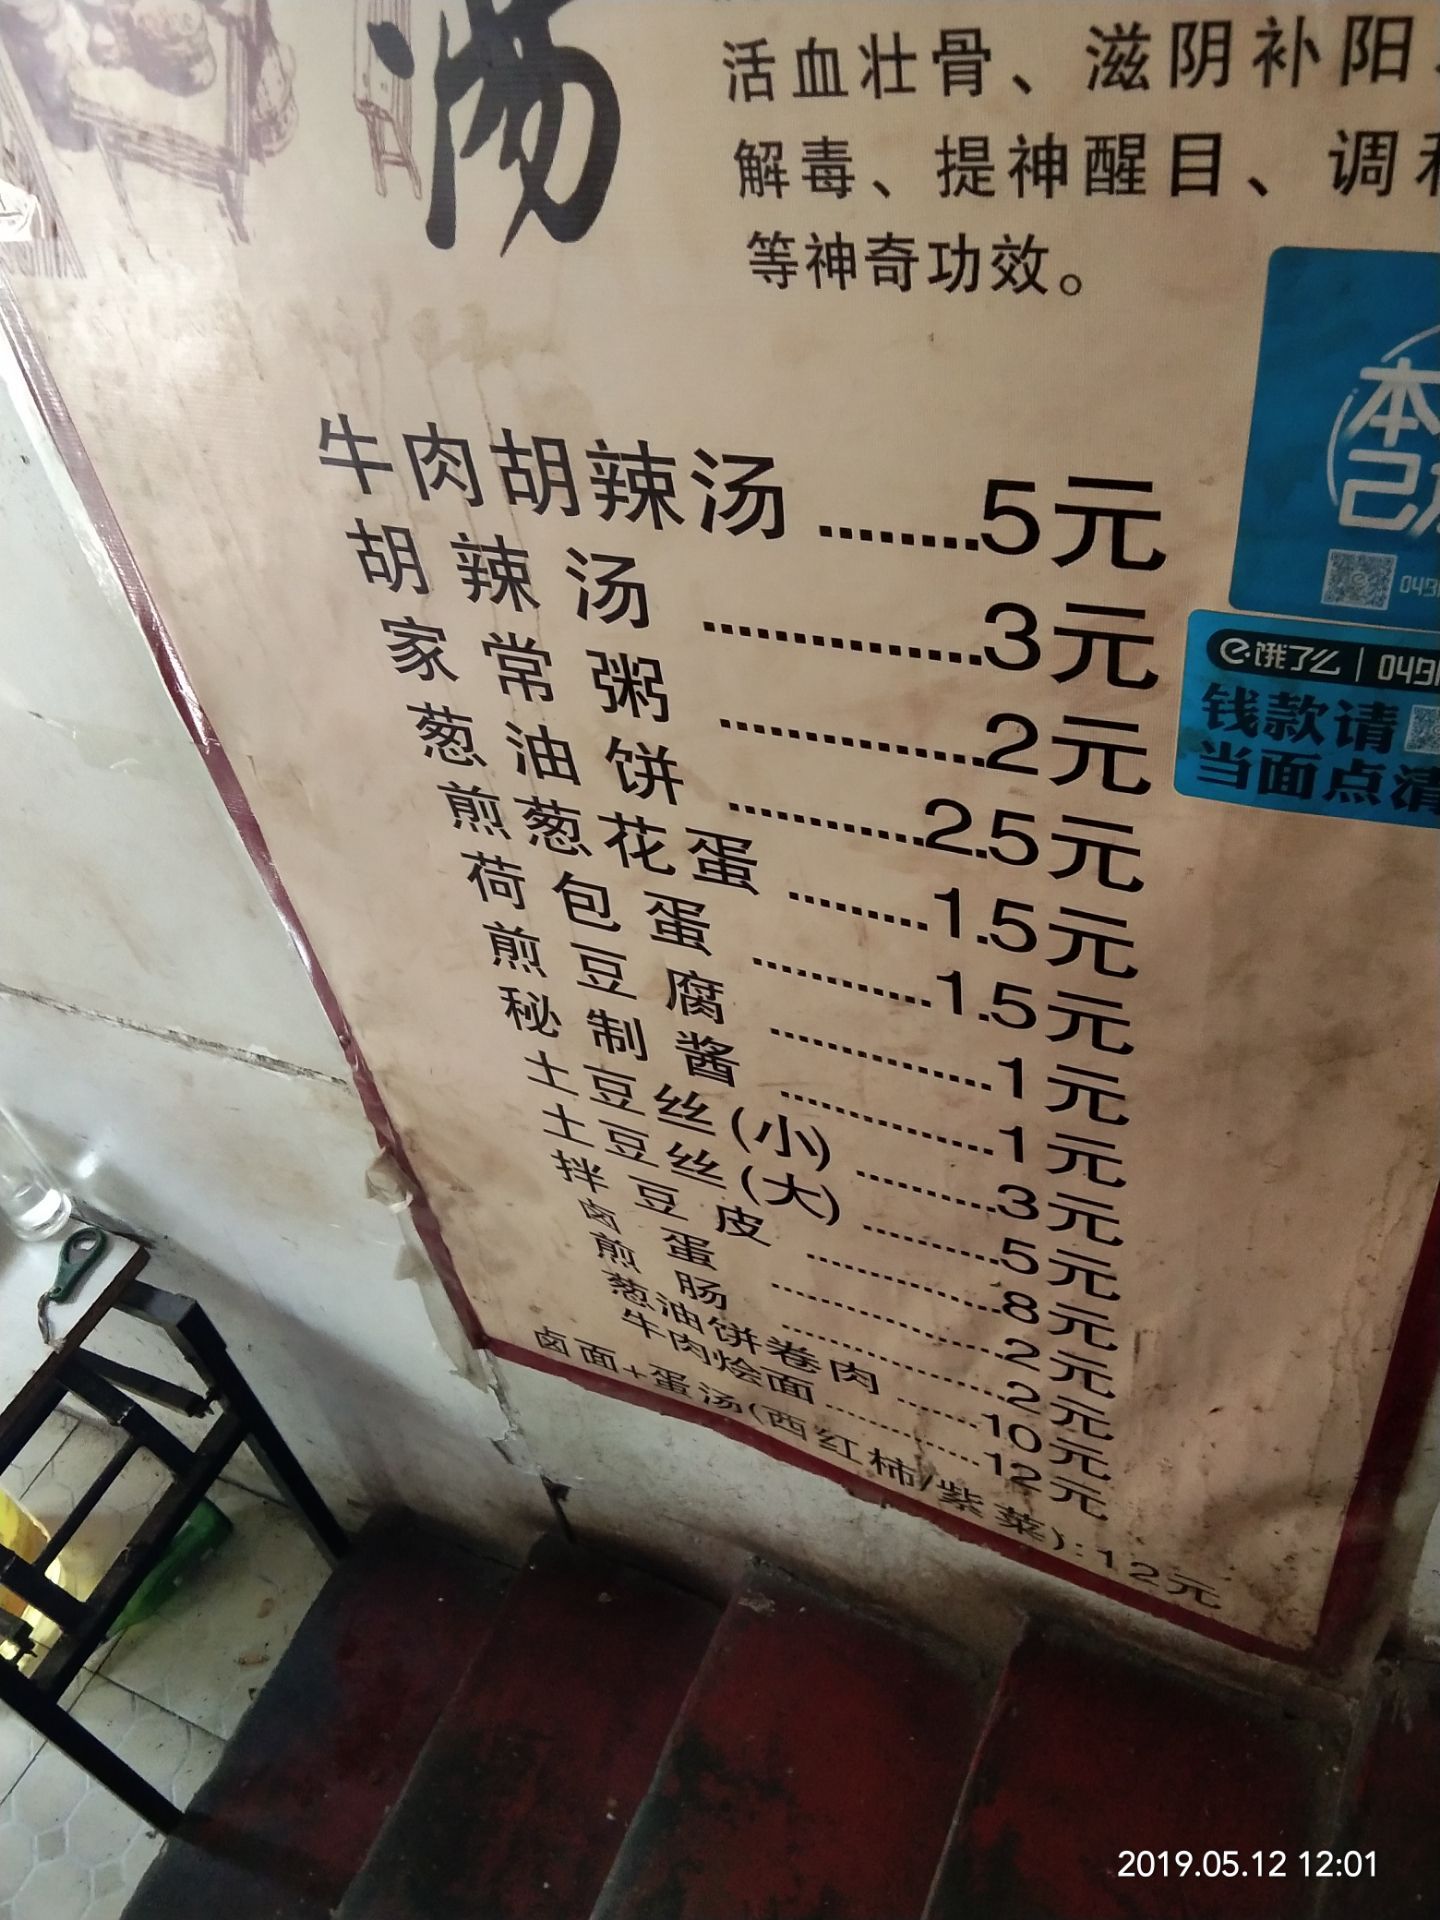 汤
活血壮骨、滋阴补阳、
解毒、提神醒目、调
等神奇功效。
本
己
牛肉胡辣汤........5元
胡辣汤..............3元
家常粥..............2元
葱油饼............2.5元
煎葱花蛋.........1.5元
荷包蛋............1.5元
煎豆腐..............1元
秘制酱..............1元
土豆丝(小)..........3元
土豆丝(大)..........5元
拌豆皮.............8元
卤蛋...............2元
煎肠...............2元
葱油饼卷肉.......10元
牛肉烩面............12元
卤面+蛋汤(西红柿/紫菜):12元
饿了么 | 0431
钱款请
当面点清
2019.05.12 12:01